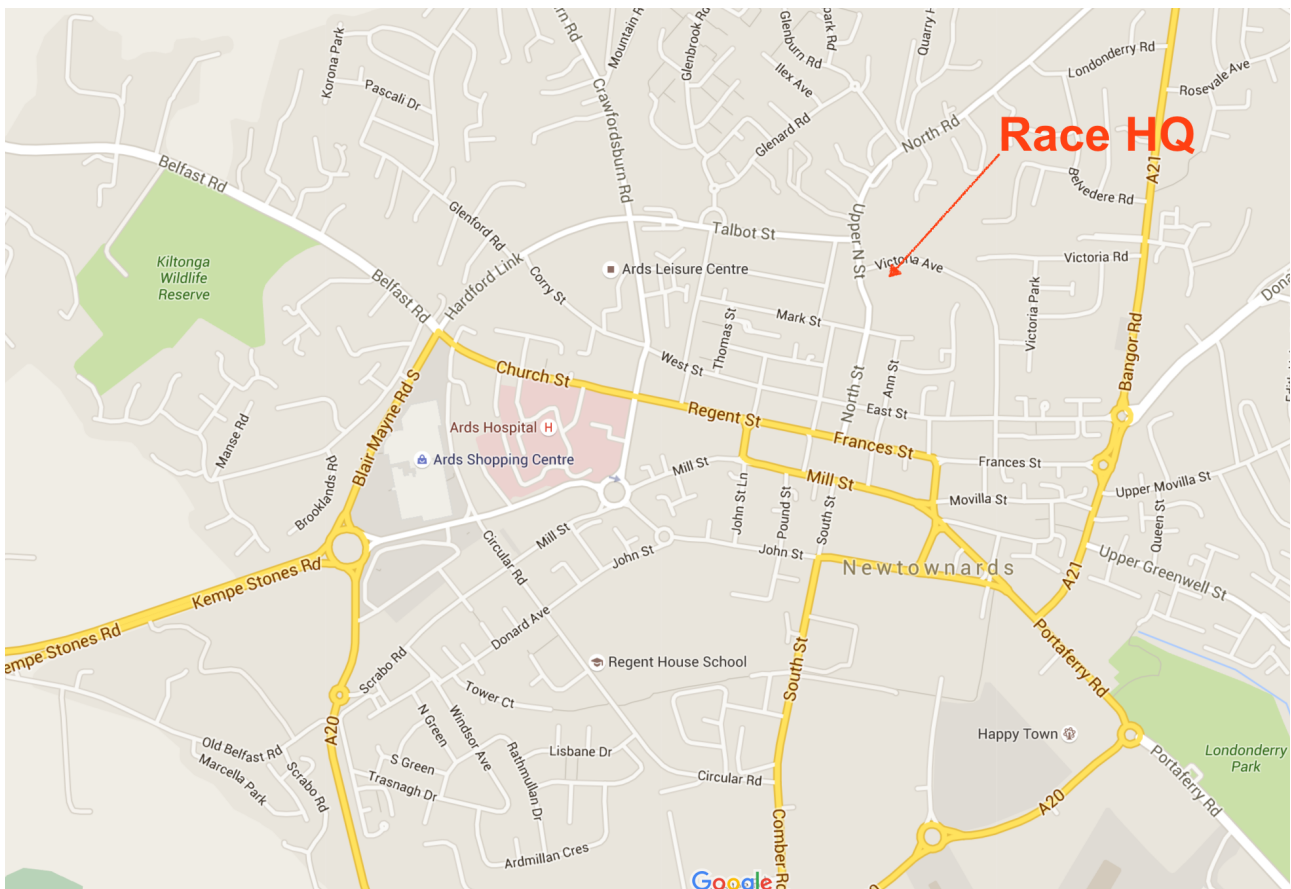 Mountain R
Quarry H
Glenbrook Rd
Glenburn Rd
Londonderry Rd
Korona Park
Ilex Ave
Rosevale Ave
Pascali Dr
Crawfordsburn Rd
North Rd
Race HQ
Glenard Rd
A21
Belfast Rd
Belvedere Rd
Glenford Rd
Upper N St
Talbot St
Hardford Link
Kiltonga
Wildlife
Reserve
Ards Leisure Centre
Victoria Ave
Victoria Rd
Corry St
Belfast Rd
Mark St
Victoria Park
Thomas St
Bangor Rd
West St
Church St
Ann St
Blair Mayne Rd S
North St
Regent St
East St
Manse Rd
Ards Hospital
H
Frances St
Frances St
Ards Shopping Centre
Mill St
Mill St
Upper Movilla St
Brooklands Rd
John St Ln
Pound St
South St
Movilla St
Queen St
Mill St
John St
John St
Circular Rd
Newtownards
Upper Greenwell St
Kempe Stones Rd
A21
Donard Ave
Kempe Stones Rd
Scrabo Rd
Regent House School
Portaferry Rd
South St
Tower Ct
N Green
Windsor Ave
A20
Happy Town
Old Belfast Rd
Lisbane Dr
Londonderry
Park
S Green
Marcella Park
Scrabo Rd
Trasnagh Dr
Rathmullan Dr
Circular Rd
Portaferry Rd
A20
Comber Rd
Ardmillan Cres
Google